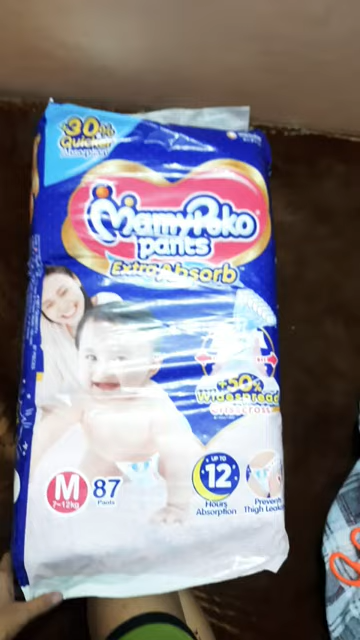 30%
Quicker
Absorption
MamyPoko
pants
Extra Absorb
+50%
Widespread
M
7-12kg
87
Pants
UP TO
12
Hours
Absorption
Prevents
Thigh Leakage